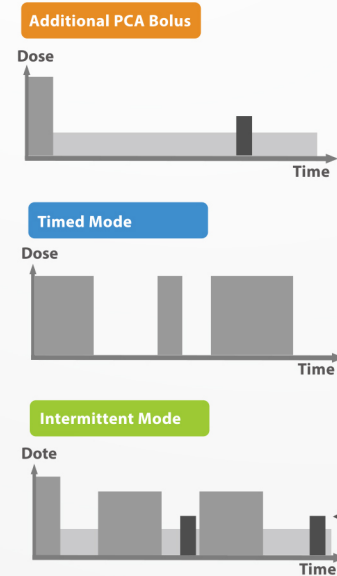 Additional PCA Bolus
Dose
Time
Timed Mode
Dose
Time
Intermittent Mode
Dote
Time